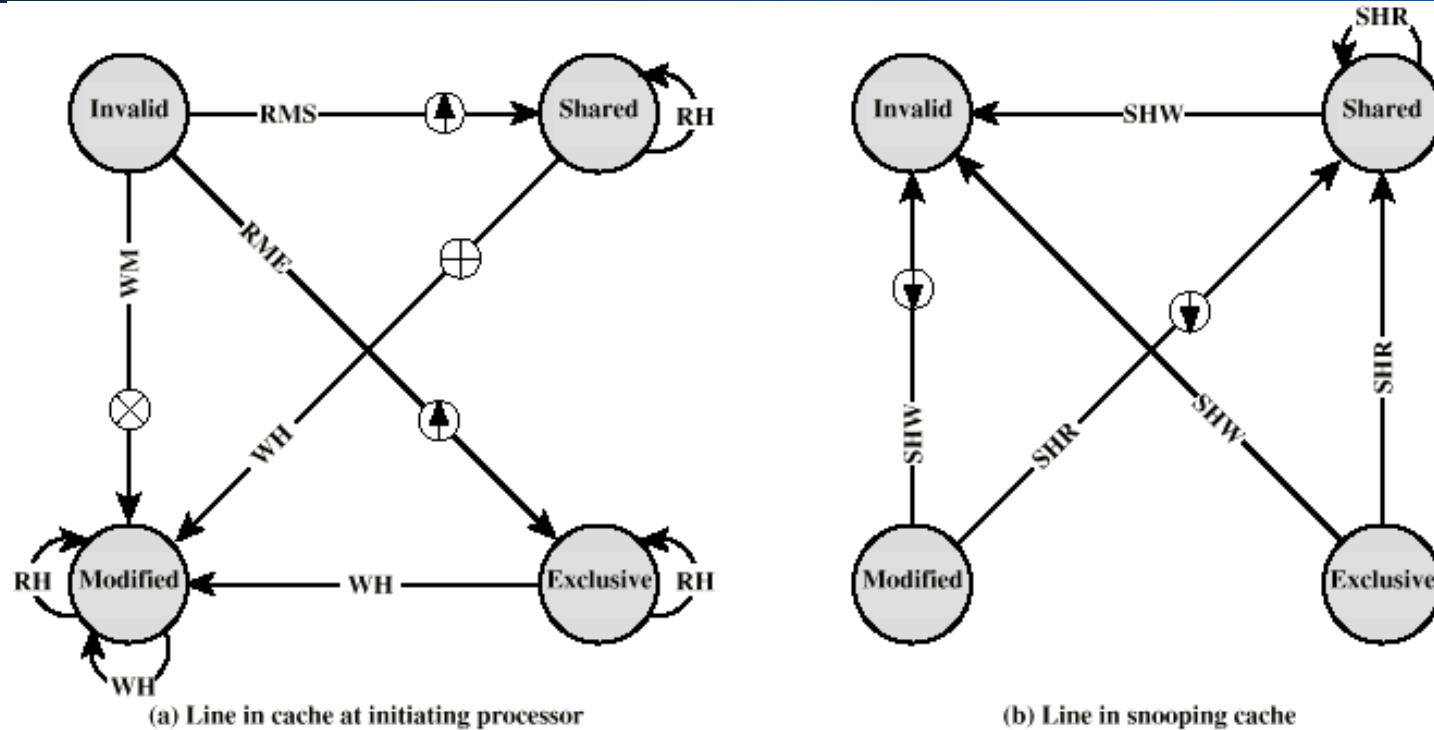 SHR
Invalid
RMS
Shared
RH
Invalid
SHW
Shared
WM
RME
WH
SHW
SHR
SHW
SHR
RH
Modified
WH
Exclusive
RH
Modified
Exclusive
WH
(a) Line in cache at initiating processor
(b) Line in snooping cache